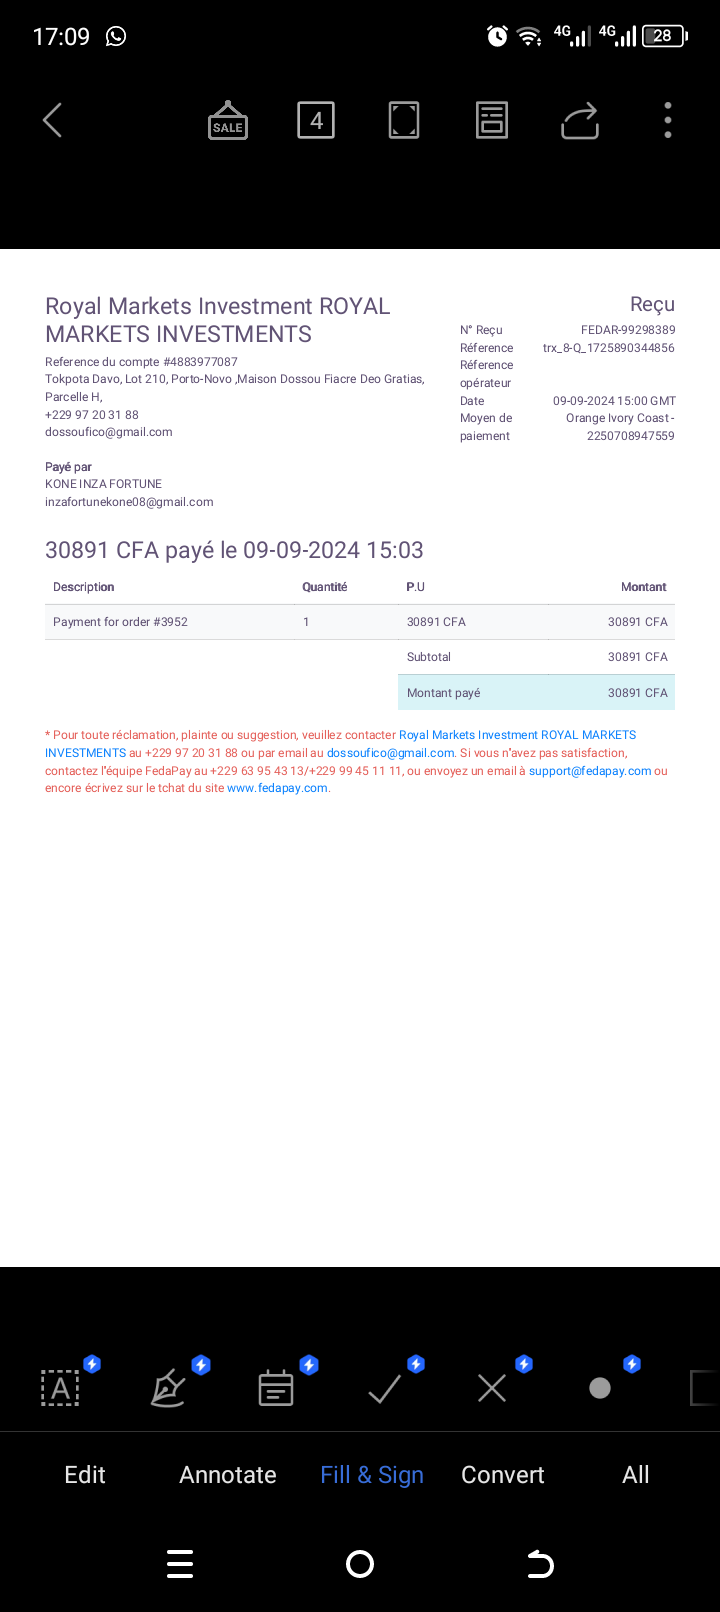 17:09
4G 4G 28
SALE 4
Royal Markets Investment ROYAL
MARKETS INVESTMENTS
Reference du compte #4883977087
Tokpota Davo, Lot 210, Porto-Novo ,Maison Dossou Fiacre Deo Gratias,
Parcelle H,
+229 97 20 31 88
dossoufico@gmail.com
Payé par
KONE INZA FORTUNE
inzafortunekone08@gmail.com
Reçu
N° Reçu FEDAR-99298389
Réference trx_8-Q_1725890344856
Réference
opérateur
Date 09-09-2024 15:00 GMT
Moyen de Orange Ivory Coast -
paiement 2250708947559
30891 CFA payé le 09-09-2024 15:03
Description Quantité P.U Montant
Payment for order #3952 1 30891 CFA 30891 CFA
Subtotal 30891 CFA
Montant payé 30891 CFA
* Pour toute réclamation, plainte ou suggestion, veuillez contacter Royal Markets Investment ROYAL MARKETS
INVESTMENTS au +229 97 20 31 88 ou par email au dossoufico@gmail.com. Si vous n'avez pas satisfaction,
contactez l'équipe FedaPay au +229 63 95 43 13/+229 99 45 11 11, ou envoyez un email à support@fedapay.com ou
encore écrivez sur le tchat du site www.fedapay.com.
A
Edit Annotate Fill & Sign Convert All